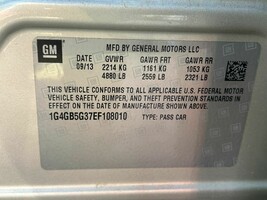 GM
MFD BY GENERAL MOTORS LLC
DATE GVWR GAWR FRT GAWR RR
09/13 2214 KG 1161 KG 1053 KG
4880 LB 2559 LB 2321 LB
THIS VEHICLE CONFORMS TO ALL APPLICABLE U.S. FEDERAL MOTOR
VEHICLE SAFETY, BUMPER, AND THEFT PREVENTION STANDARDS
IN EFFECT ON THE DATE OF MANUFACTURE SHOWN ABOVE.
1G4GB5G37EF108010 TYPE: PASS CAR